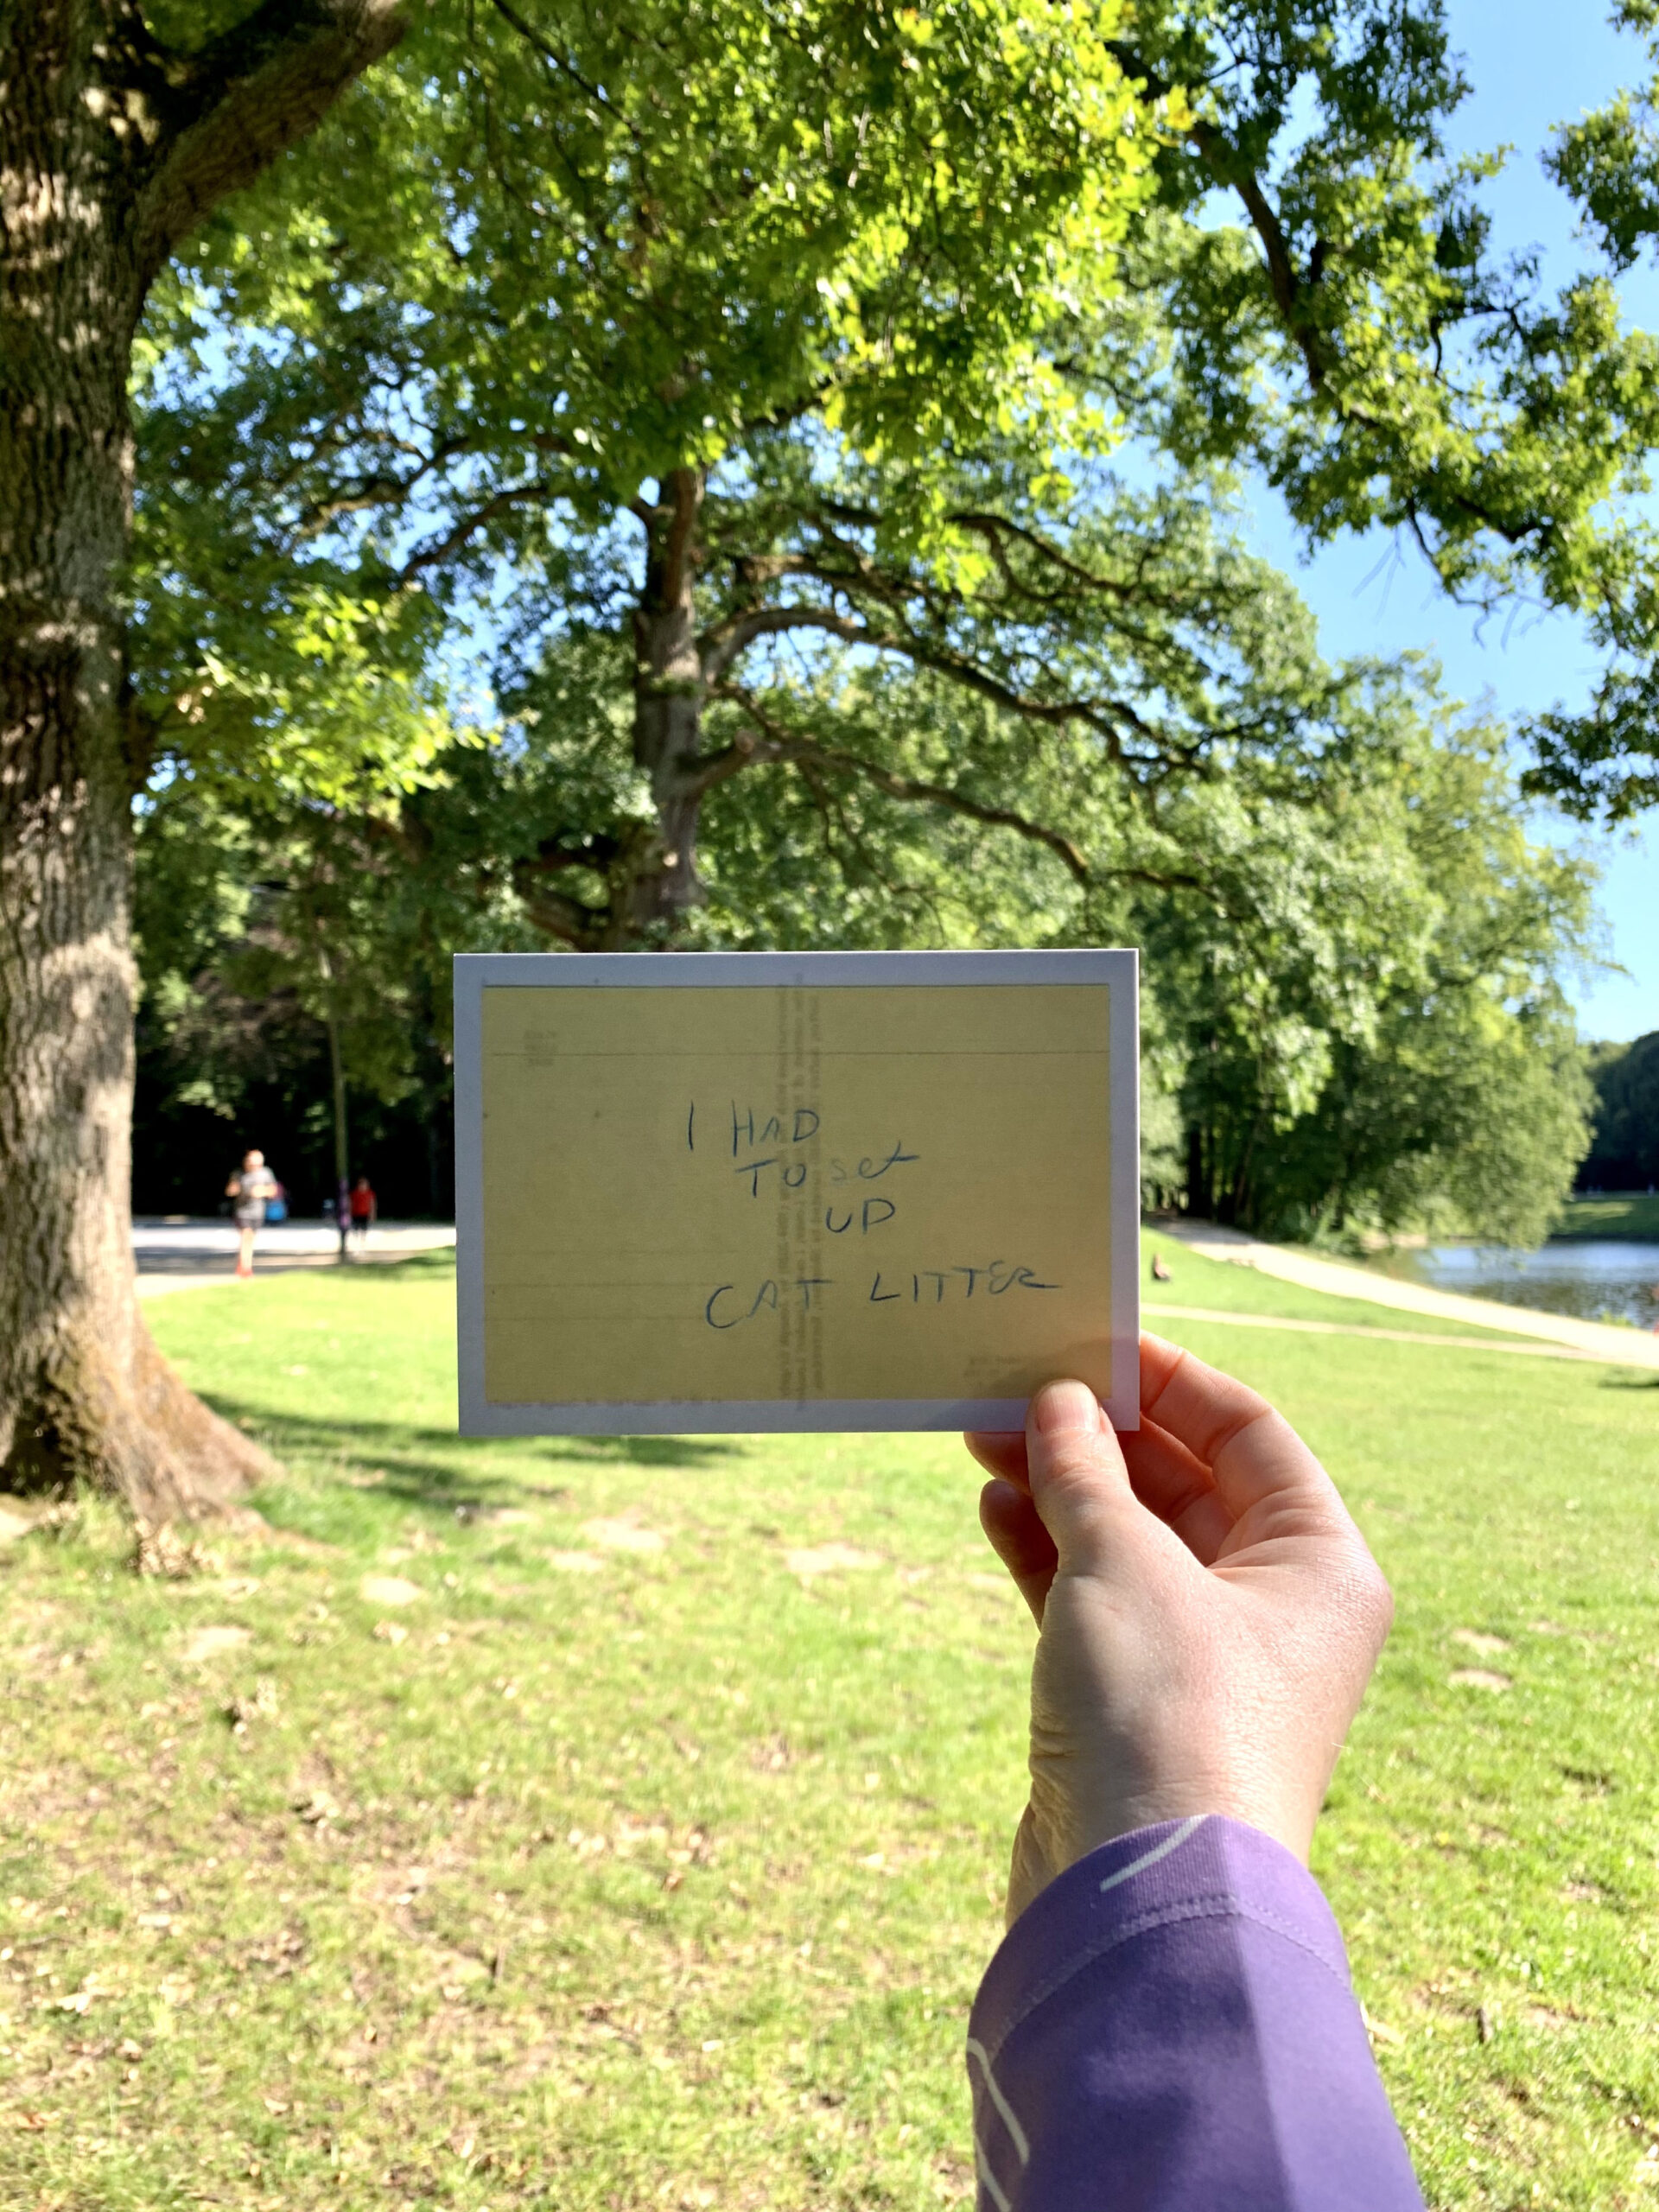 I HAD
TO set
UP
CAT LITTER